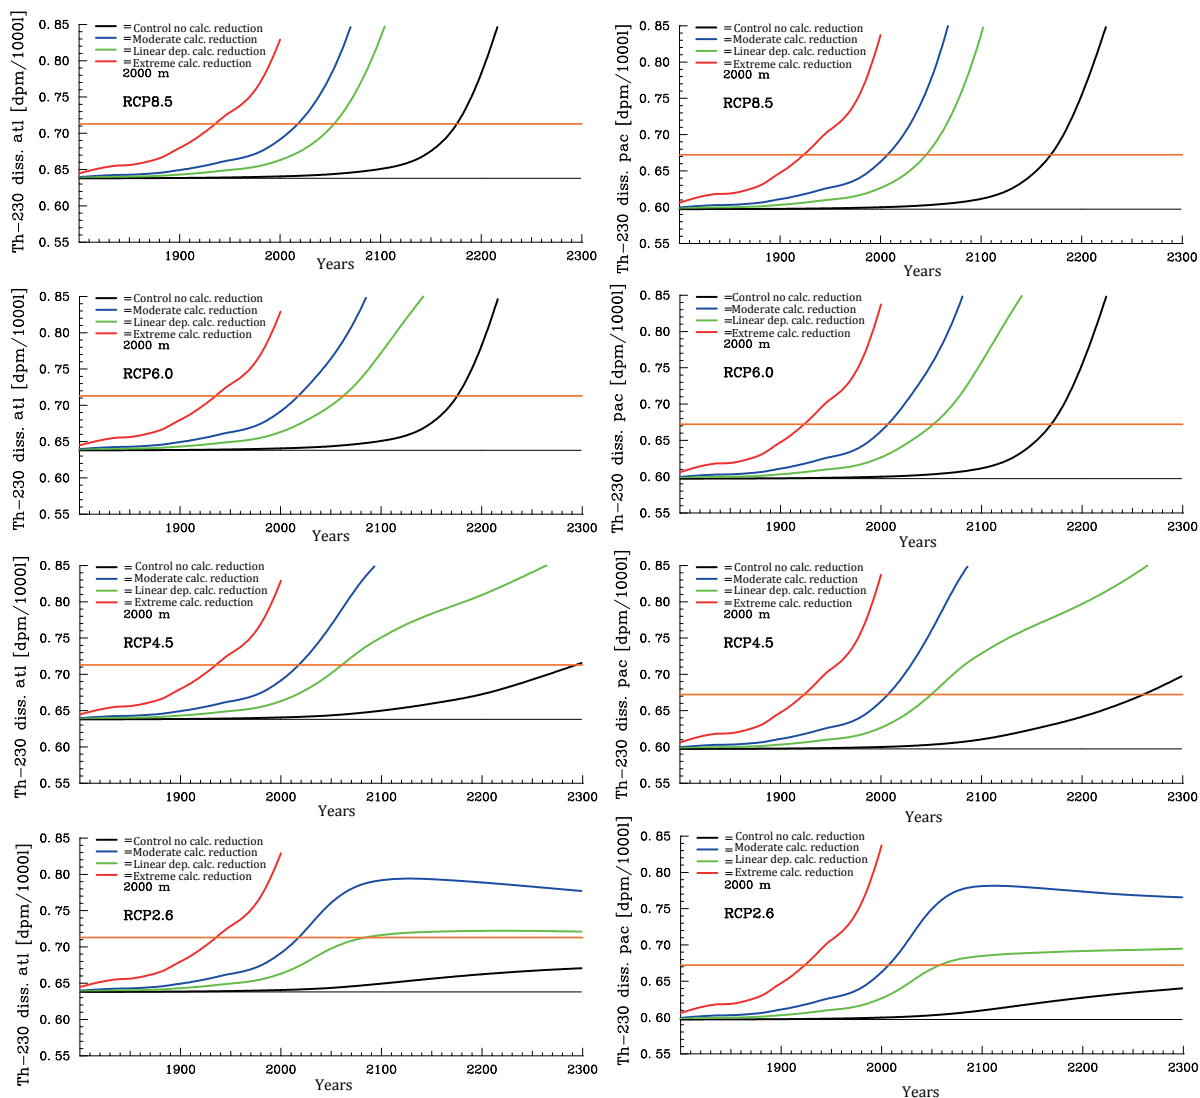 0.85
0.80
0.75
0.70
0.65
0.60
0.55
Th-230 diss. atl [dpm/1000l]
=Control no calc. reduction
=Moderate calc. reduction
=Linear dep. calc. reduction
=Extreme calc. reduction
2000 m
RCP8.5
1900
2000
2100
2200
2300
Years
0.85
0.80
0.75
0.70
0.65
0.60
0.55
Th-230 diss. pac [dpm/1000l]
=Control no calc. reduction
=Moderate calc. reduction
=Linear dep. calc. reduction
=Extreme calc. reduction
2000 m
RCP8.5
1900
2000
2100
2200
2300
Years
0.85
0.80
0.75
0.70
0.65
0.60
0.55
Th-230 diss. atl [dpm/1000l]
=Control no calc. reduction
=Moderate calc. reduction
=Linear dep. calc. reduction
=Extreme calc. reduction
2000 m
RCP6.0
1900
2000
2100
2200
2300
Years
0.85
0.80
0.75
0.70
0.65
0.60
0.55
Th-230 diss. pac [dpm/1000l]
=Control no calc. reduction
=Moderate calc. reduction
=Linear dep. calc. reduction
=Extreme calc. reduction
2000 m
RCP6.0
1900
2000
2100
2200
2300
Years
0.85
0.80
0.75
0.70
0.65
0.60
0.55
Th-230 diss. atl [dpm/1000l]
= Control no calc. reduction
=Moderate calc. reduction
=Linear dep. calc. reduction
=Extreme calc. reduction
2000 m
RCP4.5
1900
2000
2100
2200
2300
Years
0.85
0.80
0.75
0.70
0.65
0.60
0.55
Th-230 diss. pac [dpm/1000l]
= Control no calc. reduction
=Moderate calc. reduction
=Linear dep. calc. reduction
=Extreme calc. reduction
2000 m
RCP4.5
1900
2000
2100
2200
2300
Years
0.85
0.80
0.75
0.70
0.65
0.60
0.55
Th-230 diss. atl [dpm/1000l]
=Control no calc. reduction
=Moderate calc. reduction
=Linear dep. calc. reduction
=Extreme calc. reduction
2000 m
RCP2.6
1900
2000
2100
2200
2300
Years
0.85
0.80
0.75
0.70
0.65
0.60
0.55
Th-230 diss. pac [dpm/1000l]
= Control no calc. reduction
= Moderate calc. reduction
= Linear dep. calc. reduction
=Extreme calc. reduction
2000 m
RCP2.6
1900
2000
2100
2200
2300
Years